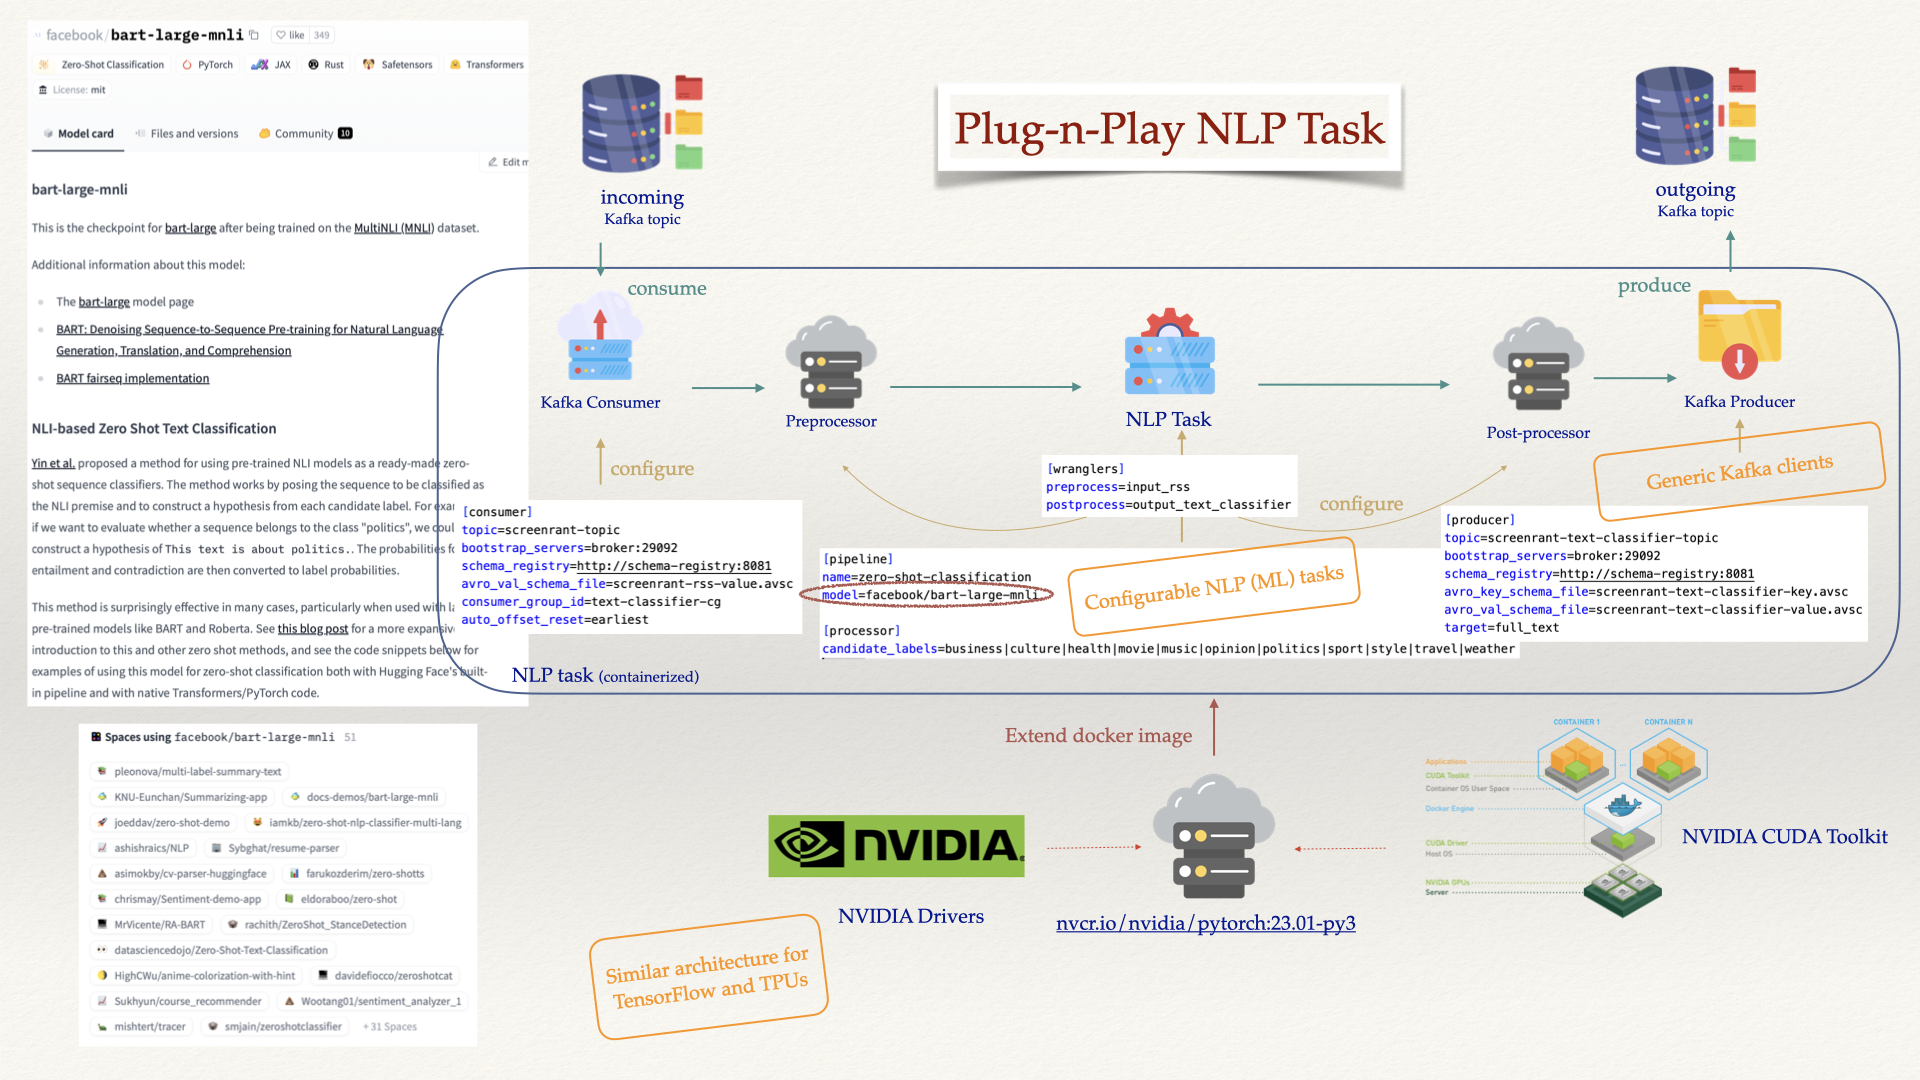 facebook/bart-large-mnli like 349
Zero-Shot Classification PyTorch JAX Rust Safetensors Transformers
License: mit
Model card Files and versions Community 10
Edit m
bart-large-mnli
This is the checkpoint for bart-large after being trained on the MultiNLI (MNLI) dataset.
Additional information about this model:
The bart-large model page
BART: Denoising Sequence-to-Sequence Pre-training for Natural Language
Generation, Translation, and Comprehension
BART fairseq implementation
NLI-based Zero Shot Text Classification
Yin et al. proposed a method for using pre-trained NLI models as a ready-made zero-
shot sequence classifiers. The method works by posing the sequence to be classified as
the NLI premise and to construct a hypothesis from each candidate label. For exa
if we want to evaluate whether a sequence belongs to the class "politics", we coul
construct a hypothesis of This text is about politics.. The probabilities fo
entailment and contradiction are then converted to label probabilities.
This method is surprisingly effective in many cases, particularly when used with la
pre-trained models like BART and Roberta. See this blog post for a more expansiv
introduction to this and other zero shot methods, and see the code snippets below for
examples of using this model for zero-shot classification both with Hugging Face's built-
in pipeline and with native Transformers/PyTorch code.
Spaces using facebook/bart-large-mnli 51
pleonova/multi-label-summary-text
KNU-Eunchan/Summarizing-app docs-demos/bart-large-mnli
joeddav/zero-shot-demo iamkb/zero-shot-nlp-classifier-multi-lang
ashishraics/NLP Sybghat/resume-parser
asimokby/cv-parser-huggingface farukozderim/zero-shotts
chrismay/Sentiment-demo-app eldoraboo/zero-shot
MrVicente/RA-BART rachith/ZeroShot_StanceDetection
datasciencedojo/Zero-Shot-Text-Classification
HighCWu/anime-colorization-with-hint davidefiocco/zeroshotcat
Sukhyun/course_recommender Wootang01/sentiment_analyzer_1
mishtert/tracer smjain/zeroshotclassifier +31 Spaces
Plug-n-Play NLP Task
incoming
Kafka topic
outgoing
Kafka topic
consume
produce
Kafka Consumer
Preprocessor
NLP Task
Post-processor
Kafka Producer
configure
configure
Generic Kafka clients
[wranglers]
preprocess=input_rss
postprocess=output_text_classifier
[consumer]
topic=screenrant-topic
bootstrap_servers=broker:29092
schema_registry=http://schema-registry:8081
avro_val_schema_file=screenrant-rss-value.avsc
consumer_group_id=text-classifier-cg
auto_offset_reset=earliest
[pipeline]
name=zero-shot-classification
model=facebook/bart-large-mnli
[processor]
candidate_labels=business|culture|health|movie|music|opinion|politics|sport|style|travel|weather
Configurable NLP (ML) tasks
[producer]
topic=screenrant-text-classifier-topic
bootstrap_servers=broker:29092
schema_registry=http://schema-registry:8081
avro_key_schema_file=screenrant-text-classifier-key.avsc
avro_val_schema_file=screenrant-text-classifier-value.avsc
target=full_text
NLP task (containerized)
Extend docker image
NVIDIA.
NVIDIA Drivers
nvcr.io/nvidia/pytorch:23.01-py3
CONTAINER 1 CONTAINER N
Applications
CUDA Toolkit
Container OS User Space
Docker Engine
CUDA Driver
Host OS
NVIDIA GPUs
Server
NVIDIA CUDA Toolkit
Similar architecture for
TensorFlow and TPUs